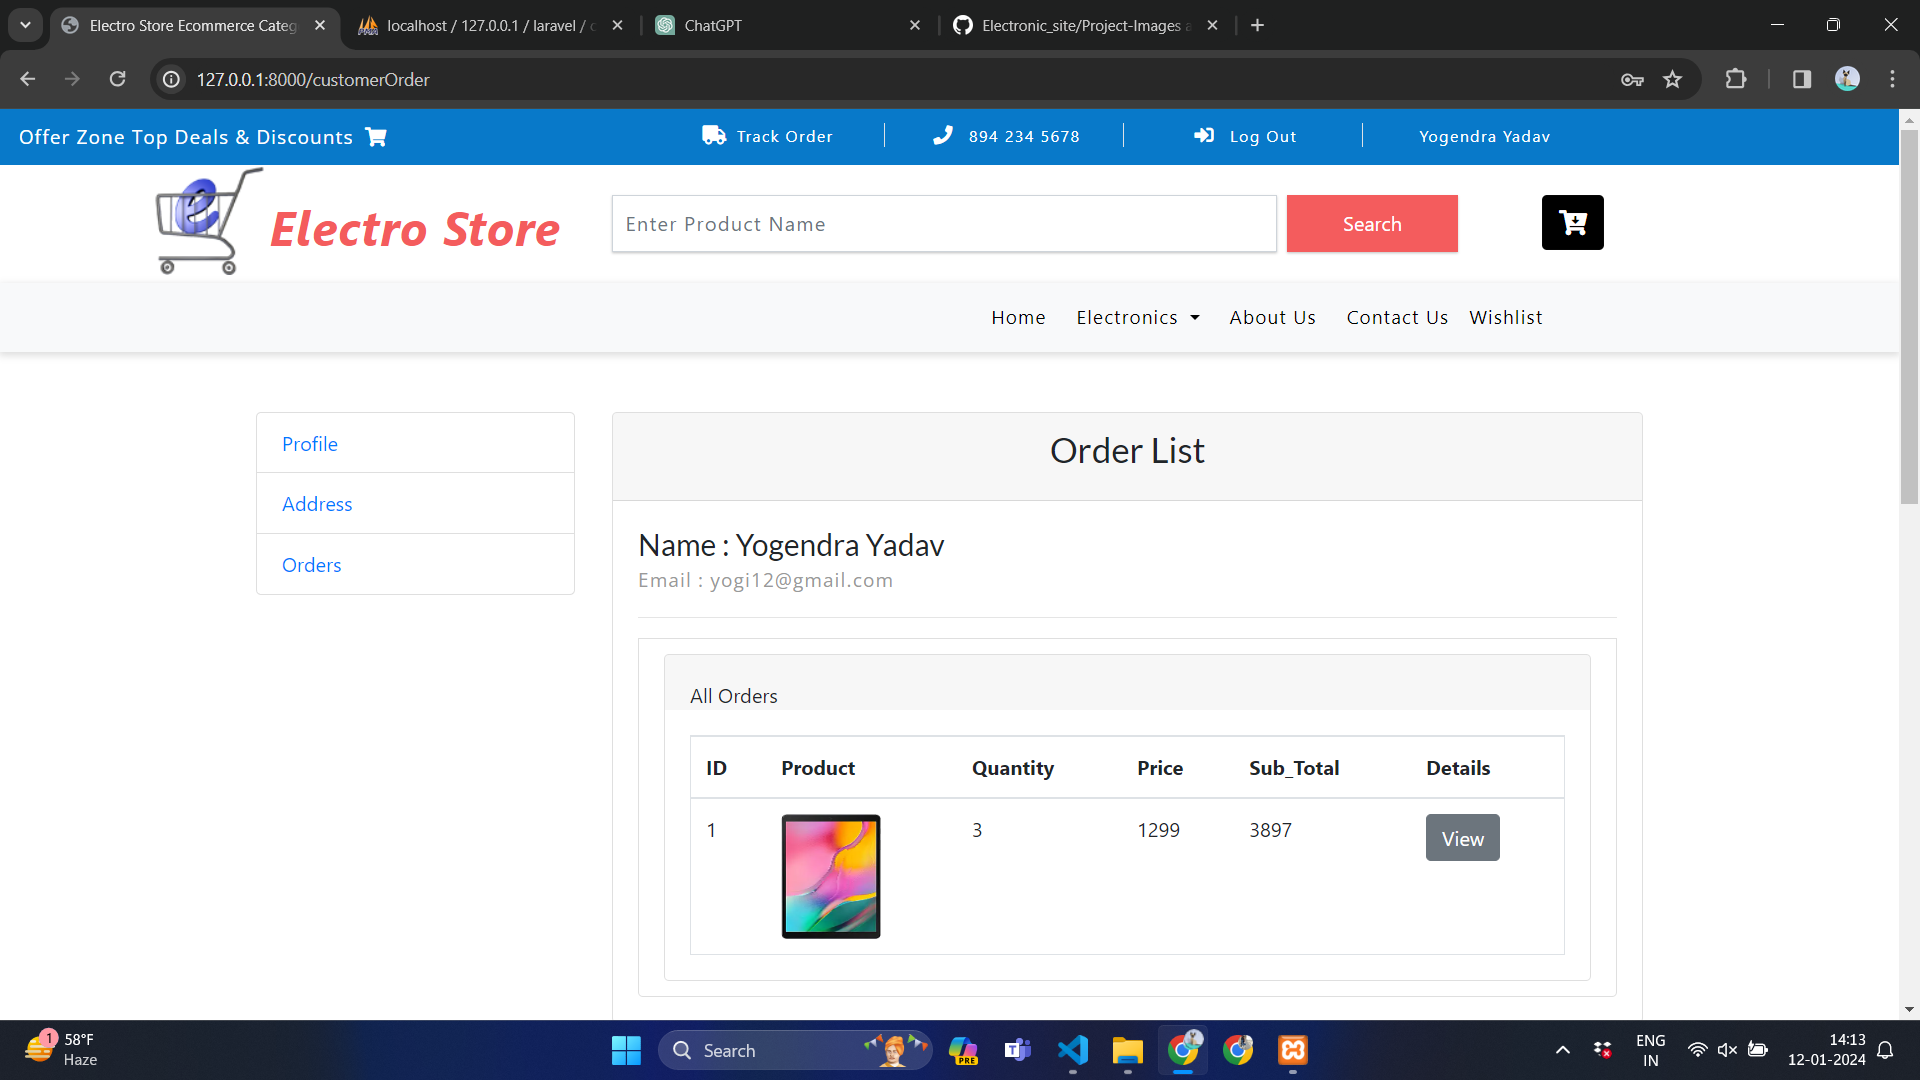 Electro Store Ecommerce Categ
localhost / 127.0.0.1 / laravel / c
ChatGPT
Electronic_site/Project-Images a
127.0.0.1:8000/customerOrder
Offer Zone Top Deals & Discounts
Track Order
894 234 5678
Log Out
Yogendra Yadav
Electro Store
Enter Product Name
Search
Home
Electronics
About Us
Contact Us
Wishlist
Profile
Address
Orders
Order List
Name : Yogendra Yadav
Email : yogi12@gmail.com
All Orders
ID Product Quantity Price Sub_Total Details
1 3 1299 3897 View
1
58°F
Haze
Search
PRE
ENG
IN
14:13
12-01-2024